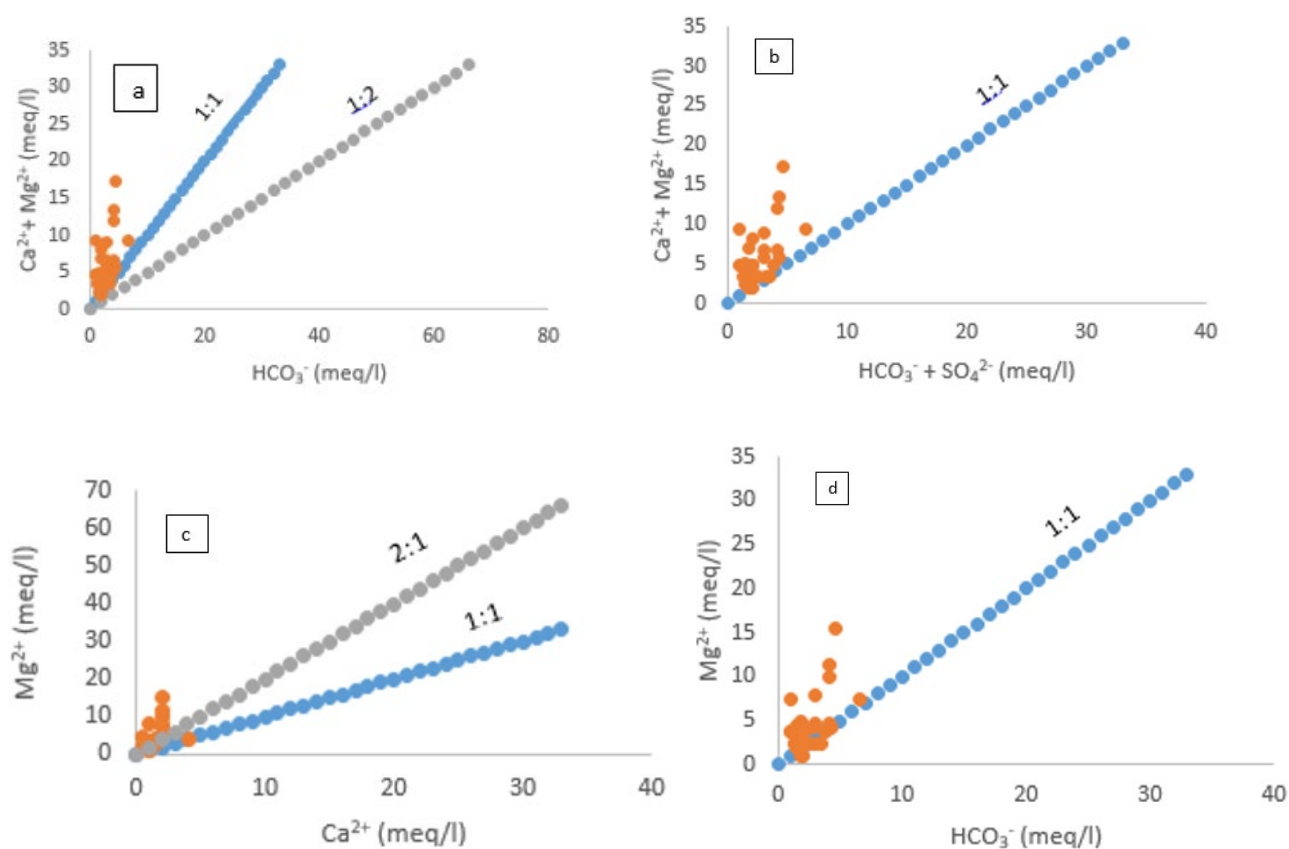 a
1:1
1:2
35
30
25
20
15
10
5
0
Ca²⁺+ Mg²⁺ (meq/l)
0 20 40 60 80
HCO₃⁻ (meq/l)
b
1:1
35
30
25
20
15
10
5
0
Ca²⁺+ Mg²⁺ (meq/l)
0 10 20 30 40
HCO₃⁻ + SO₄²⁻ (meq/l)
c
2:1
1:1
70
60
50
40
30
20
10
0
Mg²⁺ (meq/l)
0 10 20 30 40
Ca²⁺ (meq/l)
d
1:1
35
30
25
20
15
10
5
0
Mg²⁺ (meq/l)
0 10 20 30 40
HCO₃⁻ (meq/l)